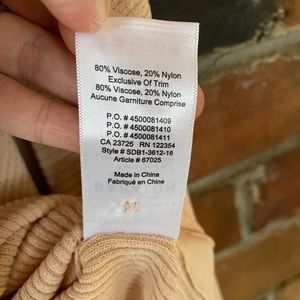 80% Viscose, 20% Nylon
Exclusive Of Trim
80% Viscose, 20% Nylon
Aucune Garniture Comprise
P.O. # 4500081409
P.O. # 4500081410
P.O. # 4500081411
CA 23725 RN 122354
Style # SDB1-3612-18
Article # 67025
Made in China
Fabriqué en Chine